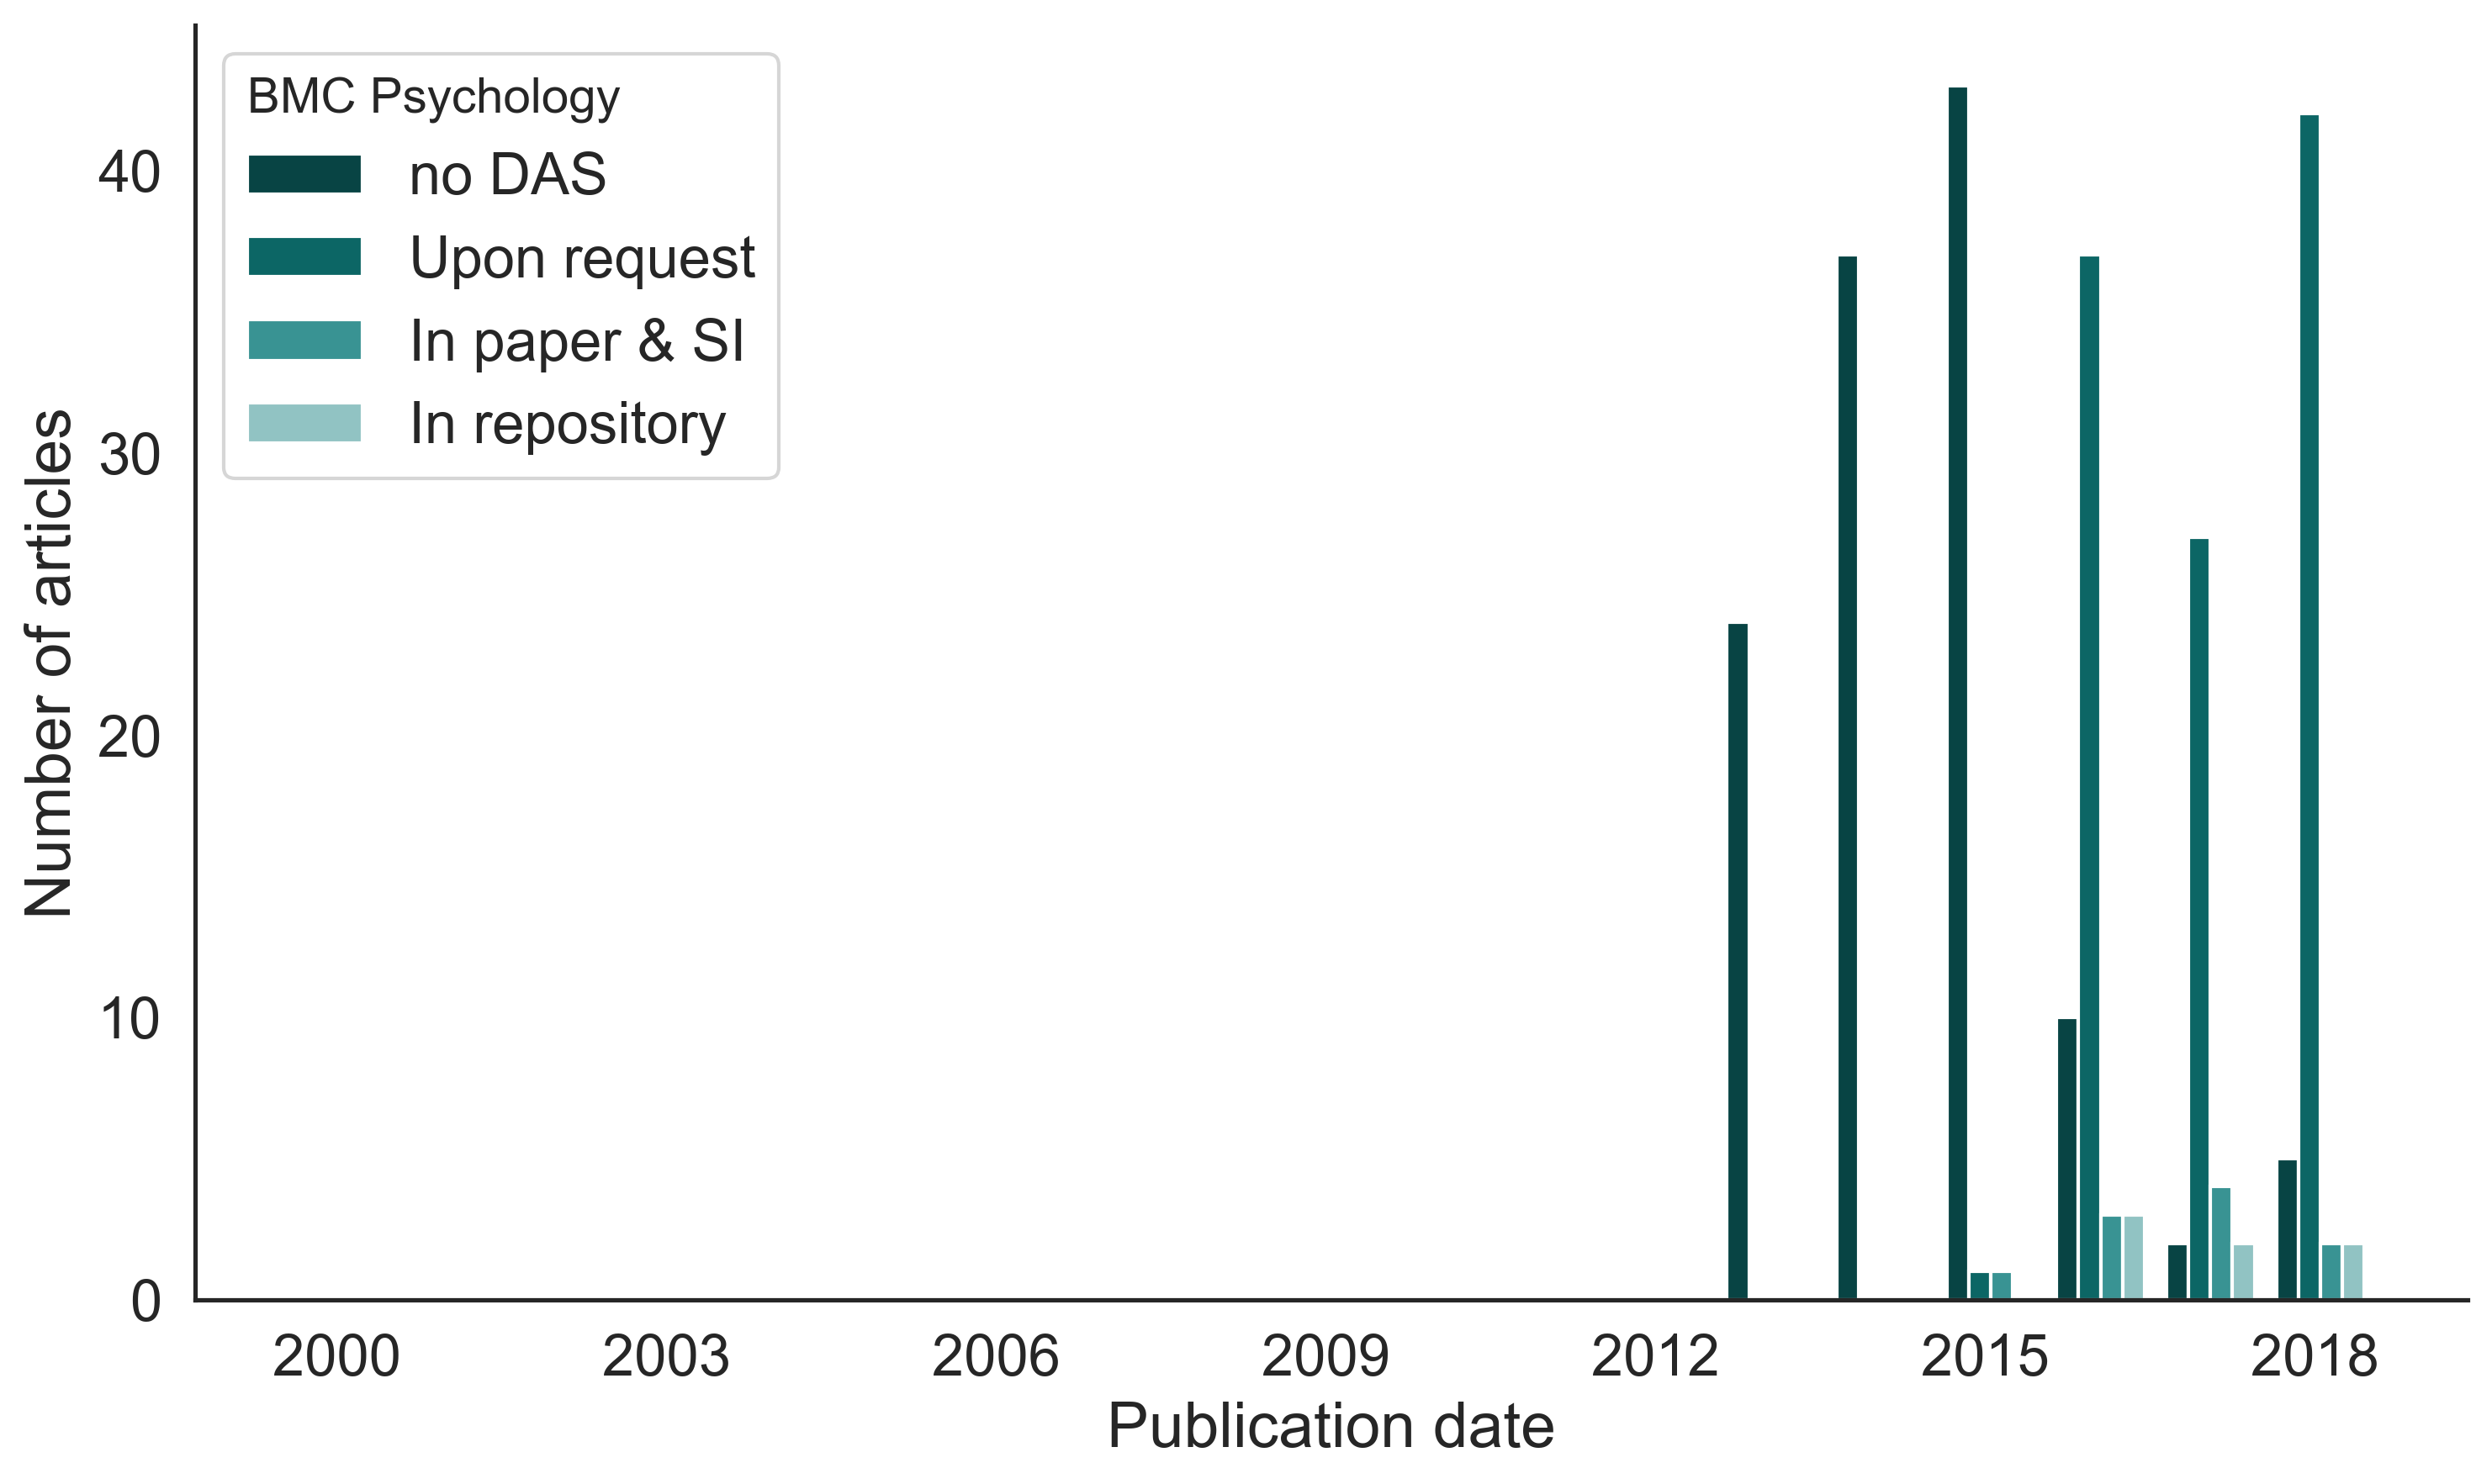 BMC Psychology
no DAS
Upon request
In paper & SI
In repository
Number of articles
40
30
20
10
0
2000 2003 2006 2009 2012 2015 2018
Publication date